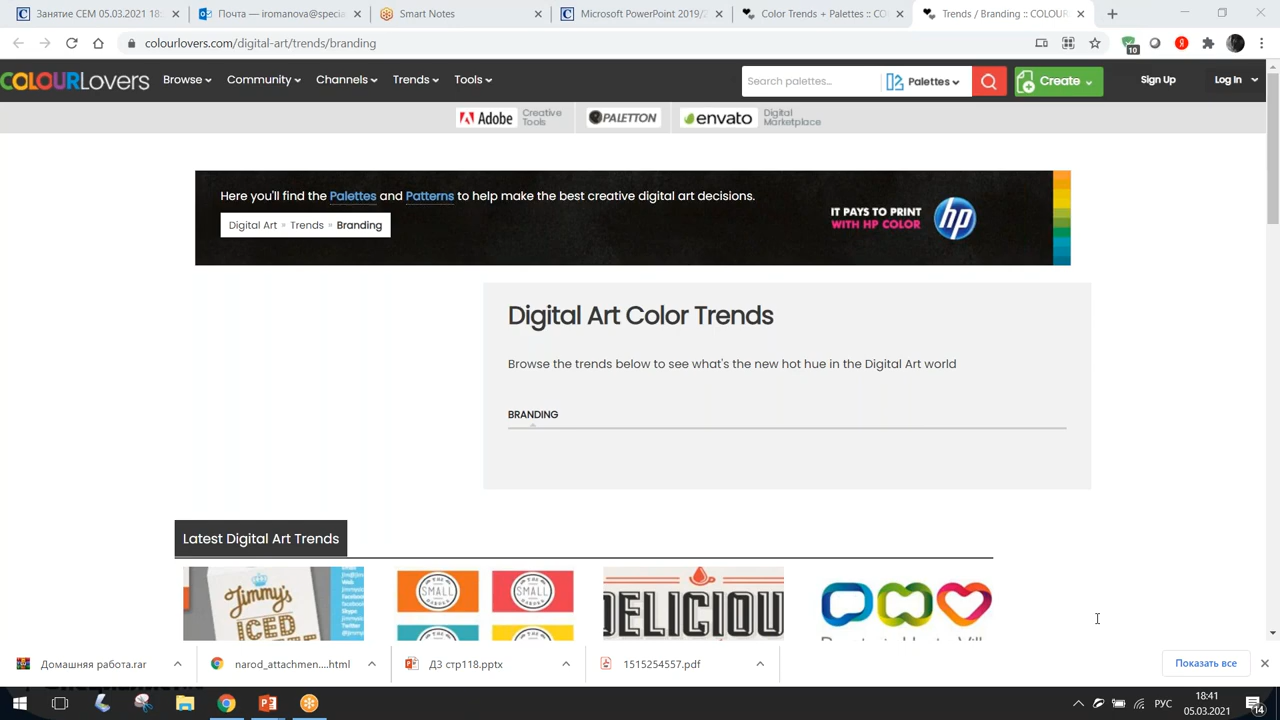 Занятие СЕМ 05.03.2021 18:
Почта — iromanova@specia
Smart Notes
Microsoft PowerPoint 2019/2
Color Trends + Palettes :: CO
Trends / Branding :: COLOUR
colourlovers.com/digital-art/trends/branding
10
COLOURLovers
Browse
Community
Channels
Trends
Tools
Search palettes...
Palettes
Create
Sign Up
Log In
Adobe
Creative
Tools
PALETTON
envato
Digital
Marketplace
Here you'll find the Palettes and Patterns to help make the best creative digital art decisions.
Digital Art » Trends » Branding
IT PAYS TO PRINT
WITH HP COLOR
hp
Digital Art Color Trends
Browse the trends below to see what's the new hot hue in the Digital Art world
BRANDING
Latest Digital Art Trends
Jimmy's
ICED
THE
SMALL
THE
SMALL
DELICIOU
Домашняя работа.rar
narod_attachmen....html
ДЗ стр118.pptx
1515254557.pdf
Показать все
РУС
18:41
05.03.2021
14